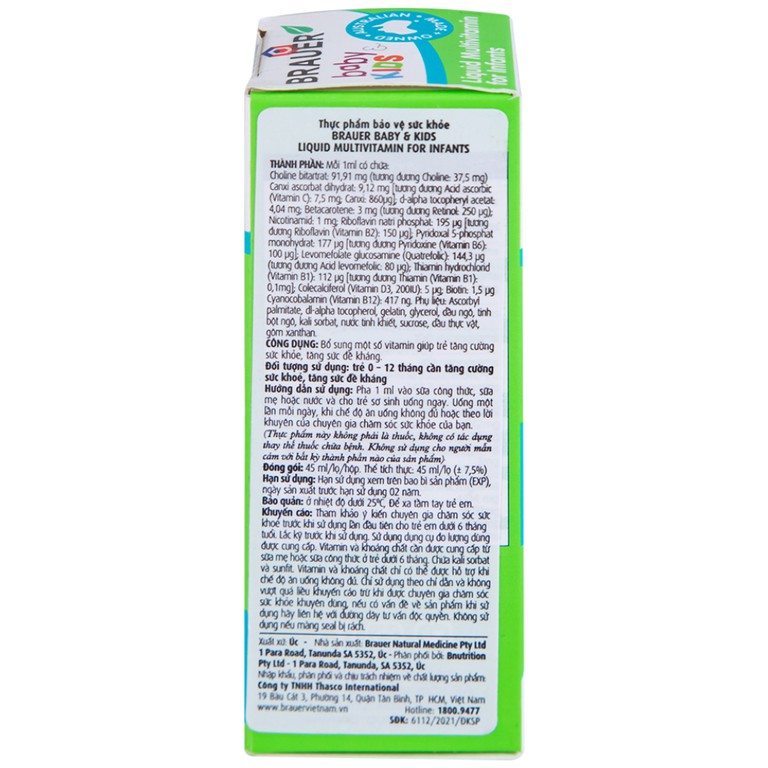 BRAUER
baby &
KIDS
AUSTRALIAN • MADE • OWNED •
Liquid Multivitamin
for Infants
Thực phẩm bảo vệ sức khỏe
BRAUER BABY & KIDS
LIQUID MULTIVITAMIN FOR INFANTS
THÀNH PHẦN: Mỗi 1ml có chứa:
Choline bitartrat: 91,91 mg (tương đương Choline: 37,5 mg)
Canxi ascorbat dihydrat: 9,12 mg [tương đương Acid ascorbic
(Vitamin C): 7,5 mg; Canxi: 860µg]; d-alpha tocopheryl acetat:
4,04 mg; Betacarotene: 3 mg (tương đương Retinol: 250 µg);
Nicotinamid: 1 mg; Riboflavin natri phosphat: 195 µg [tương
đương Riboflavin (Vitamin B2): 150 µg]; Pyridoxal 5-phosphat
monohydrat: 177 µg [tương đương Pyridoxine (Vitamin B6):
100 µg]; Levomefolate glucosamine (Quatrefolic): 144,3 µg
(tương đương Acid levomefolic: 80 µg); Thiamin hydrochlorid
(Vitamin B1): 112 µg [tương đương Thiamin (Vitamin B1):
0,1mg]; Colecalciferol (Vitamin D3, 200IU): 5 µg; Biotin: 1,5 µg
Cyanocobalamin (Vitamin B12): 417 ng. Phụ liệu: Ascorbyl
palmitate, dl-alpha tocopherol, gelatin, glycerol, dầu ngô, tinh
bột ngô, kali sorbat, nước tinh khiết, sucrose, dầu thực vật,
gôm xanthan.
CÔNG DỤNG: Bổ sung một số vitamin giúp trẻ tăng cường
sức khỏe, tăng sức đề kháng.
Đối tượng sử dụng: trẻ 0 – 12 tháng cần tăng cường
sức khoẻ, tăng sức đề kháng
Hướng dẫn sử dụng: Pha 1 ml vào sữa công thức, sữa
mẹ hoặc nước và cho trẻ sơ sinh uống ngay. Uống một
lần mỗi ngày, khi chế độ ăn uống không đủ hoặc theo lời
khuyên của chuyên gia chăm sóc sức khỏe của bạn.
(Thực phẩm này không phải là thuốc, không có tác dụng
thay thế thuốc chữa bệnh. Không sử dụng cho người mẫn
cảm với bất kỳ thành phần nào của sản phẩm)
Đóng gói: 45 ml/lọ/hộp. Thể tích thực: 45 ml/lọ (± 7,5%)
Hạn sử dụng: Hạn sử dụng xem trên bao bì sản phẩm (EXP),
ngày sản xuất trước hạn sử dụng 02 năm.
Bảo quản: ở nhiệt độ dưới 25ºC, Để xa tầm tay trẻ em.
Khuyến cáo: Tham khảo ý kiến chuyên gia chăm sóc sức
khoẻ trước khi sử dụng lần đầu tiên cho trẻ em dưới 6 tháng
tuổi. Lắc kỹ trước khi sử dụng. Sử dụng dụng cụ đo lượng dùng
được cung cấp. Vitamin và khoáng chất cần được cung cấp từ
sữa mẹ hoặc sữa công thức ở trẻ dưới 6 tháng. Chứa kali sorbat
và sunfit. Vitamin và khoáng chất chỉ có thể được hỗ trợ khi
chế độ ăn uống không đủ. Chỉ sử dụng theo chỉ dẫn và không
vượt quá liều khuyến cáo trừ khi được chuyên gia chăm sóc
sức khỏe khuyên dùng, nếu có vấn đề về sản phẩm khi sử
dụng hãy liên hệ với đường dây tư vấn độc quyền. Không sử
dụng nếu màng seal bị rách.
Xuất xứ: Úc - Nhà sản xuất: Brauer Natural Medicine Pty Ltd
1 Para Road, Tanunda SA 5352, Úc - Phân phối bởi: Bnutrition
Pty Ltd - 1 Para Road, Tanunda, SA 5352, Úc
Nhập khẩu, phân phối và chịu trách nhiệm về chất lượng sản phẩm:
Công ty TNHH Thasco International
19 Bàu Cát 3, Phường 14, Quận Tân Bình, TP HCM, Việt Nam
www.brauervietnam.vn Hotline: 1800.9477
SĐK: 6112/2021/ĐKSP